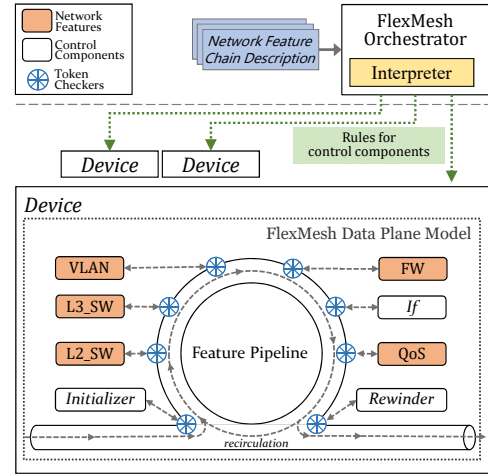 Network
Features
Control
Components
Token
Checkers
Network Feature
Chain Description
FlexMesh
Orchestrator
Interpreter
Rules for
control components
Device
Device
Device
FlexMesh Data Plane Model
VLAN
FW
L3_SW
If
L2_SW
Feature Pipeline
QoS
Initializer
Rewinder
recirculation